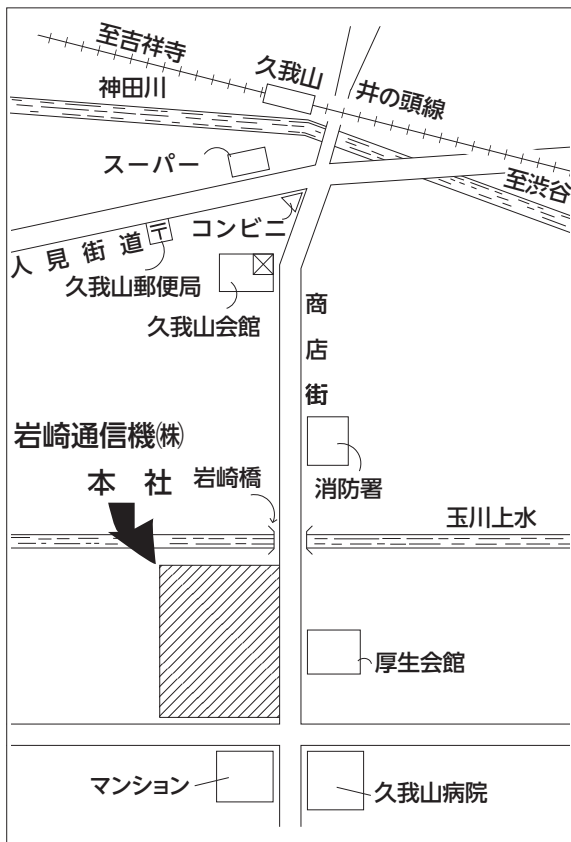 至吉祥寺
久我山
井の頭線
神田川
至渋谷
スーパー
コンビニ
人見街道
〒
久我山郵便局
久我山会館
商店街
岩崎通信機㈱
本社
岩崎橋
消防署
玉川上水
厚生会館
マンション
久我山病院